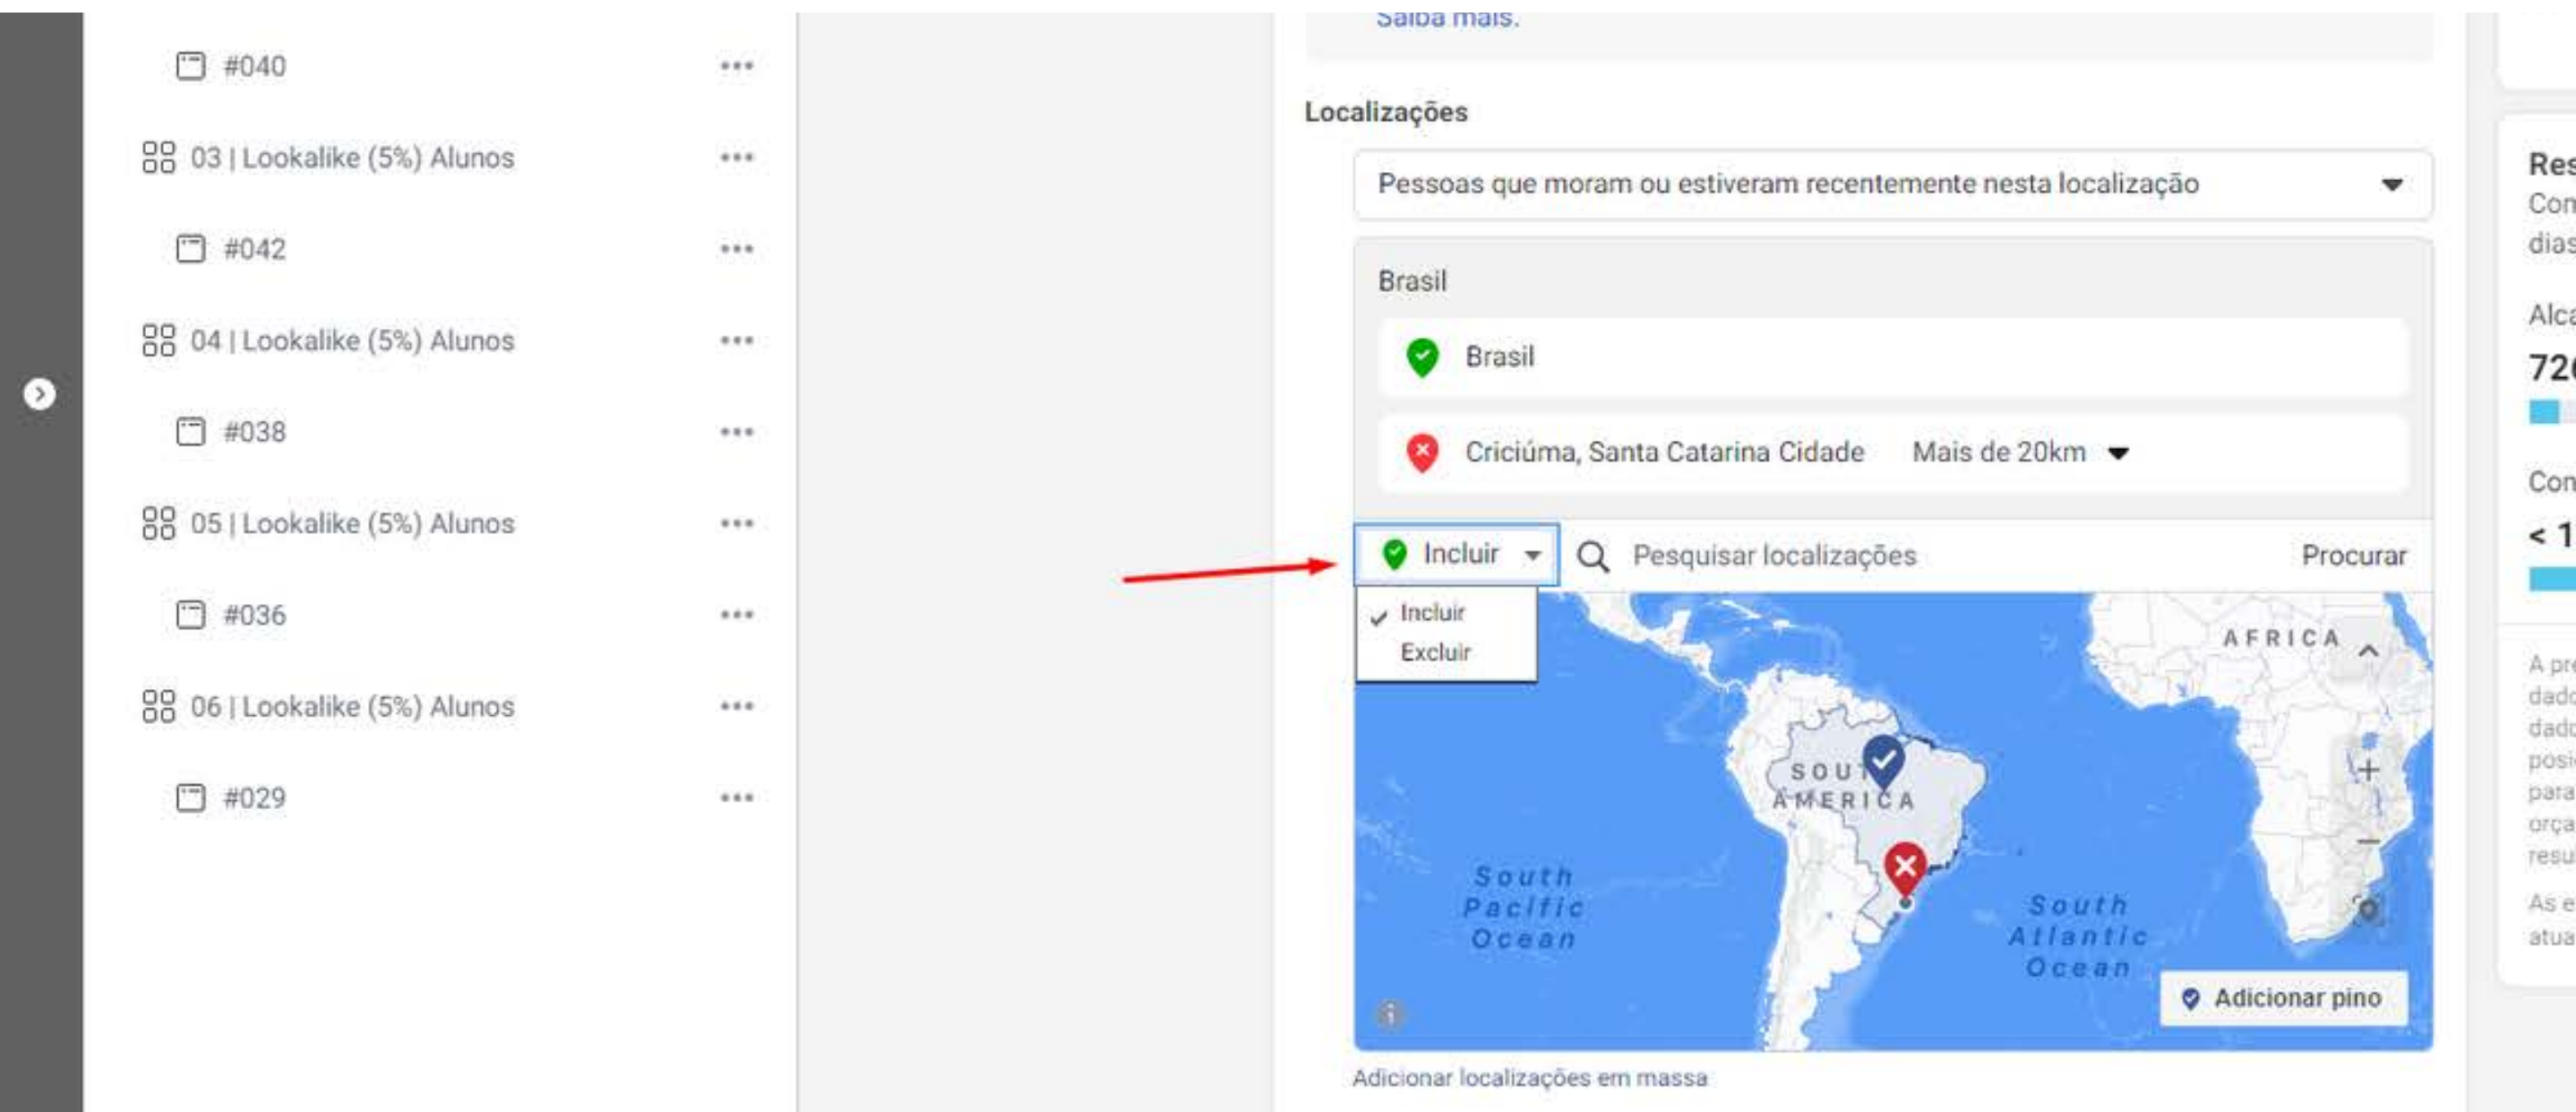 #040
03 | Lookalike (5%) Alunos
#042
04 | Lookalike (5%) Alunos
#038
05 | Lookalike (5%) Alunos
#036
06 | Lookalike (5%) Alunos
#029
Saiba mais.
Localizações
Pessoas que moram ou estiveram recentemente nesta localização
Brasil
Brasil
Criciúma, Santa Catarina Cidade Mais de 20km
Incluir Pesquisar localizações Procurar
Incluir
Excluir
AFRICA
AMERICA
South
Pacific
Ocean
South
Atlantic
Ocean
Adicionar pino
Adicionar localizações em massa
dias
< 1
para